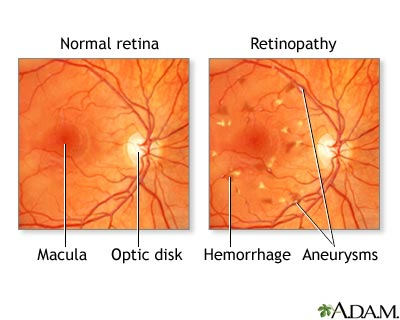 Normal retina
Retinopathy
Macula
Optic disk
Hemorrhage
Aneurysms
A.D.A.M.